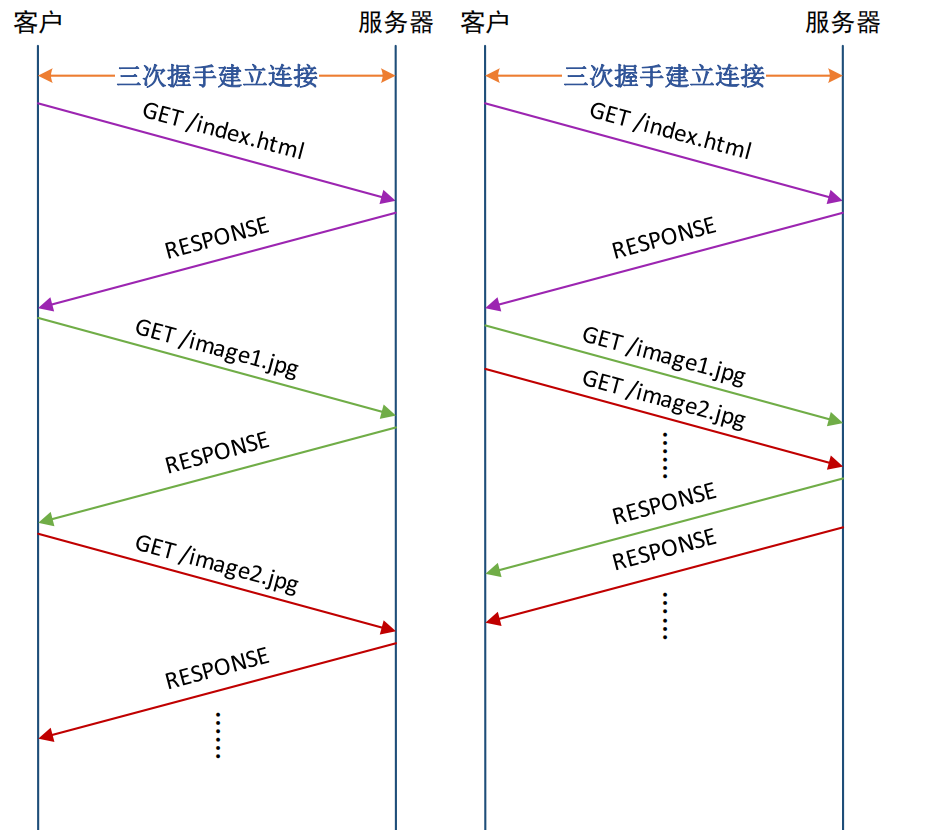 客户
服务器
三次握手建立连接
GET /index.html
RESPONSE
GET /image1.jpg
RESPONSE
GET /image2.jpg
RESPONSE
……
客户
服务器
三次握手建立连接
GET /index.html
RESPONSE
GET /image1.jpg
GET /image2.jpg
……
RESPONSE
RESPONSE
……